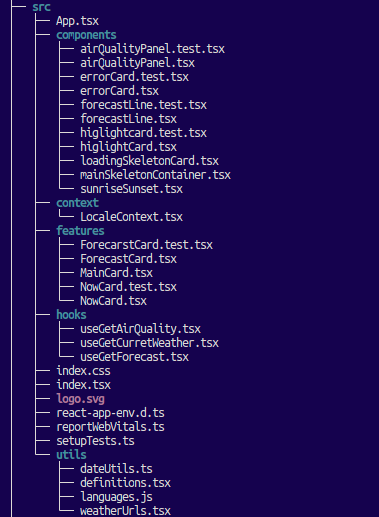 src
App.tsx
components
airQualityPanel.test.tsx
airQualityPanel.tsx
errorCard.test.tsx
errorCard.tsx
forecastLine.test.tsx
forecastLine.tsx
higlightcard.test.tsx
higlightCard.tsx
loadingSkeletonCard.tsx
mainSkeletonContainer.tsx
sunriseSunset.tsx
context
LocaleContext.tsx
features
ForecarstCard.test.tsx
ForecastCard.tsx
MainCard.tsx
NowCard.test.tsx
NowCard.tsx
hooks
useGetAirQuality.tsx
useGetCurretWeather.tsx
useGetForecast.tsx
index.css
index.tsx
logo.svg
react-app-env.d.ts
reportWebVitals.ts
setupTests.ts
utils
dateUtils.ts
definitions.tsx
languages.js
weatherUrls.tsx